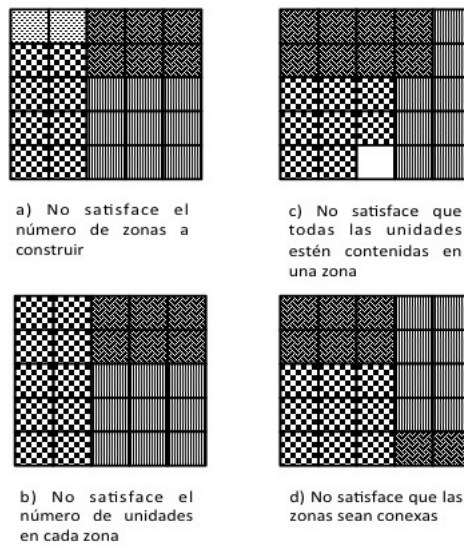 a) No satisface el
número de zonas a
construir
c) No satisface que
todas las unidades
estén contenidas en
una zona
b) No satisface el
número de unidades
en cada zona
d) No satisface que las
zonas sean conexas